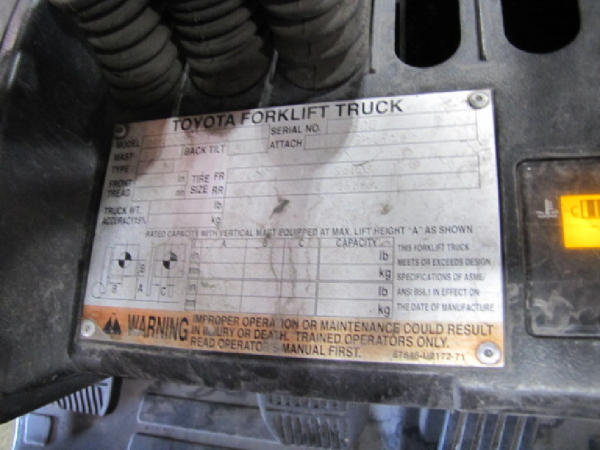 TOYOTA FORKLIFT TRUCK
MODEL SERIAL NO.
MAST BACK TILT ATTACH
TYPE
FRONT TREAD in TIRE FR
SIZE RR
TRUCK WT. lb
ACCURACY±5% kg
RATED CAPACITY WITH VERTICAL MAST EQUIPPED AT MAX. LIFT HEIGHT "A" AS SHOWN
A B C CAPACITY THIS FORKLIFT TRUCK
lb MEETS OR EXCEEDS DESIGN
kg SPECIFICATIONS OF ASME/
B A C lb ANSI B56.1 IN EFFECT ON
kg THE DATE OF MANUFACTURE
WARNING IMPROPER OPERATION OR MAINTENANCE COULD RESULT
IN INJURY OR DEATH. TRAINED OPERATORS ONLY.
READ OPERATOR'S MANUAL FIRST.